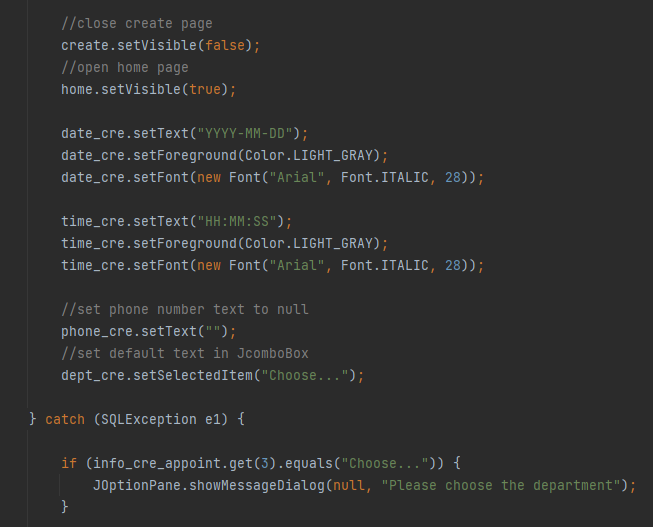 //close create page
create.setVisible(false);
//open home page
home.setVisible(true);
date_cre.setText("YYYY-MM-DD");
date_cre.setForeground(Color.LIGHT_GRAY);
date_cre.setFont(new Font("Arial", Font.ITALIC, 28));
time_cre.setText("HH:MM:SS");
time_cre.setForeground(Color.LIGHT_GRAY);
time_cre.setFont(new Font("Arial", Font.ITALIC, 28));
//set phone number text to null
phone_cre.setText("");
//set default text in JcomboBox
dept_cre.setSelectedItem("Choose...");
} catch (SQLException e1) {
if (info_cre_appoint.get(3).equals("Choose...")) {
JOptionPane.showMessageDialog(null, "Please choose the department");
}